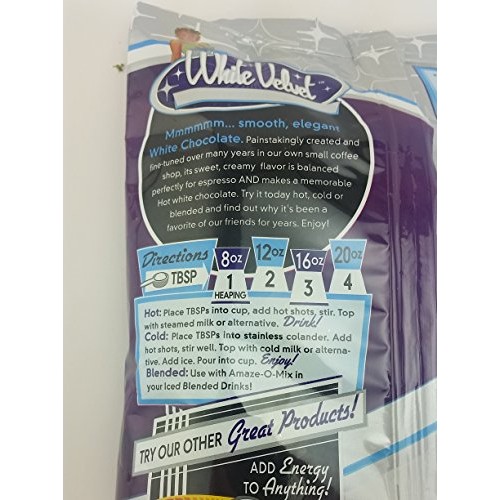 White Velvet™
Mmmmmm... smooth, elegant
White Chocolate. Painstakingly created and
fine-tuned over many years in our own small coffee
shop, its sweet, creamy flavor is balanced
perfectly for espresso AND makes a memorable
Hot white chocolate. Try it today hot, cold or
blended and find out why it's been a
favorite of our friends for years. Enjoy!
Directions 8oz 12oz 16oz 20oz
TBSP 1 2 3 4
HEAPING
Hot: Place TBSPs into cup, add hot shots, stir. Top
with steamed milk or alternative. Drink!
Cold: Place TBSPs into stainless colander. Add
hot shots, stir well. Top with cold milk or alterna-
tive. Add ice. Pour into cup. Enjoy!
Blended: Use with Amaze-O-Mix in
your Iced Blended Drinks!
TRY OUR OTHER Great Products!
ADD Energy
to Anything!